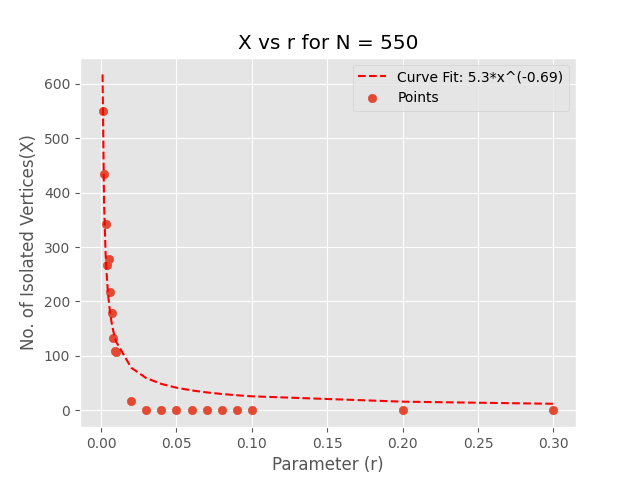 X vs r for N = 550
Curve Fit: 5.3*x^(-0.69)
Points
No. of Isolated Vertices(X)
600
500
400
300
200
100
0
0.00 0.05 0.10 0.15 0.20 0.25 0.30
Parameter (r)